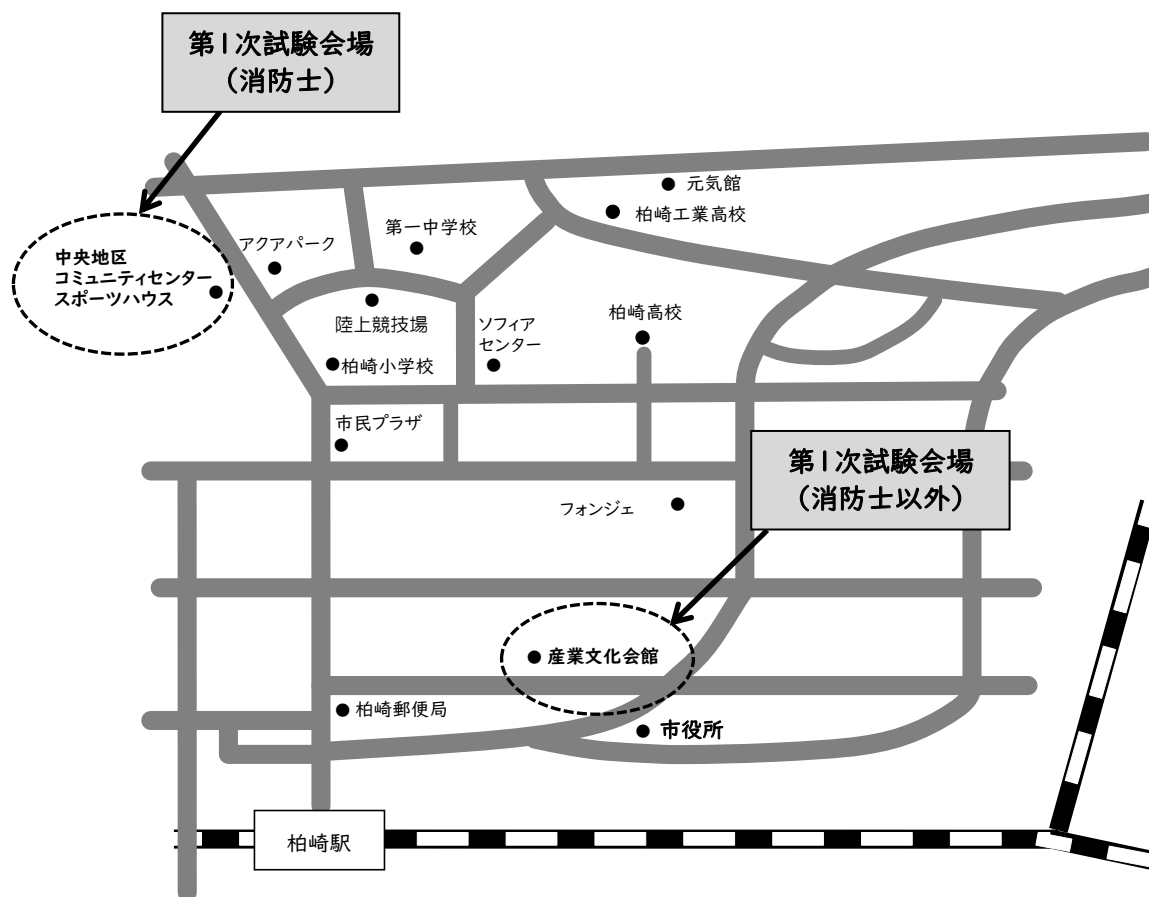 第1次試験会場
(消防士)
元気館
柏崎工業高校
第一中学校
アクアパーク
中央地区
コミュニティセンター
スポーツハウス
陸上競技場
ソフィア
センター
柏崎高校
柏崎小学校
市民プラザ
第1次試験会場
(消防士以外)
フォンジェ
産業文化会館
柏崎郵便局
市役所
柏崎駅